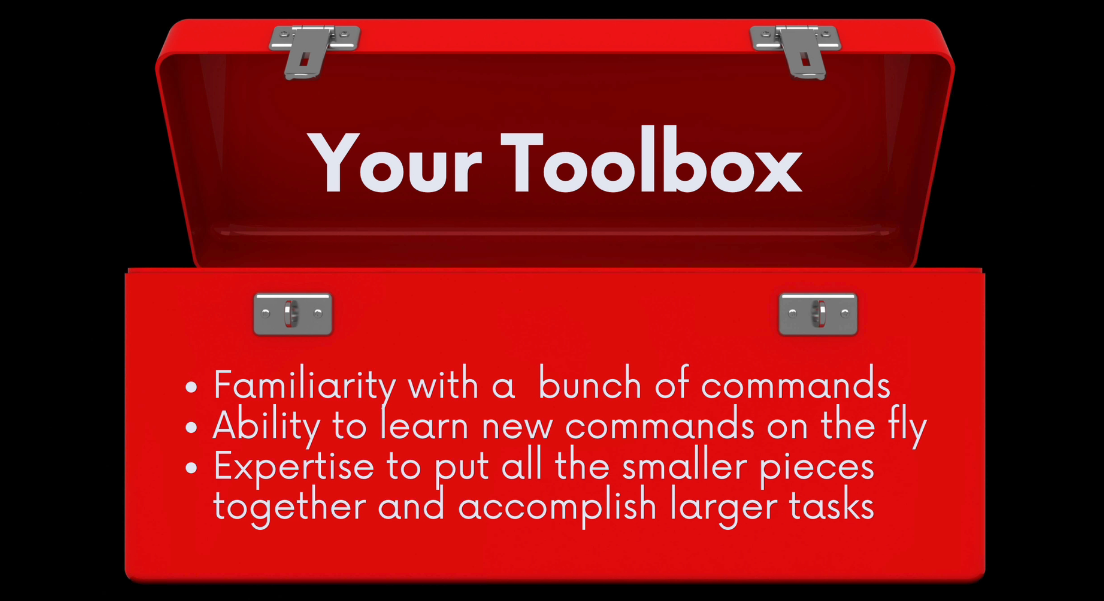 Your Toolbox
• Familiarity with a  bunch of commands
• Ability to learn new commands on the fly
• Expertise to put all the smaller pieces
together and accomplish larger tasks